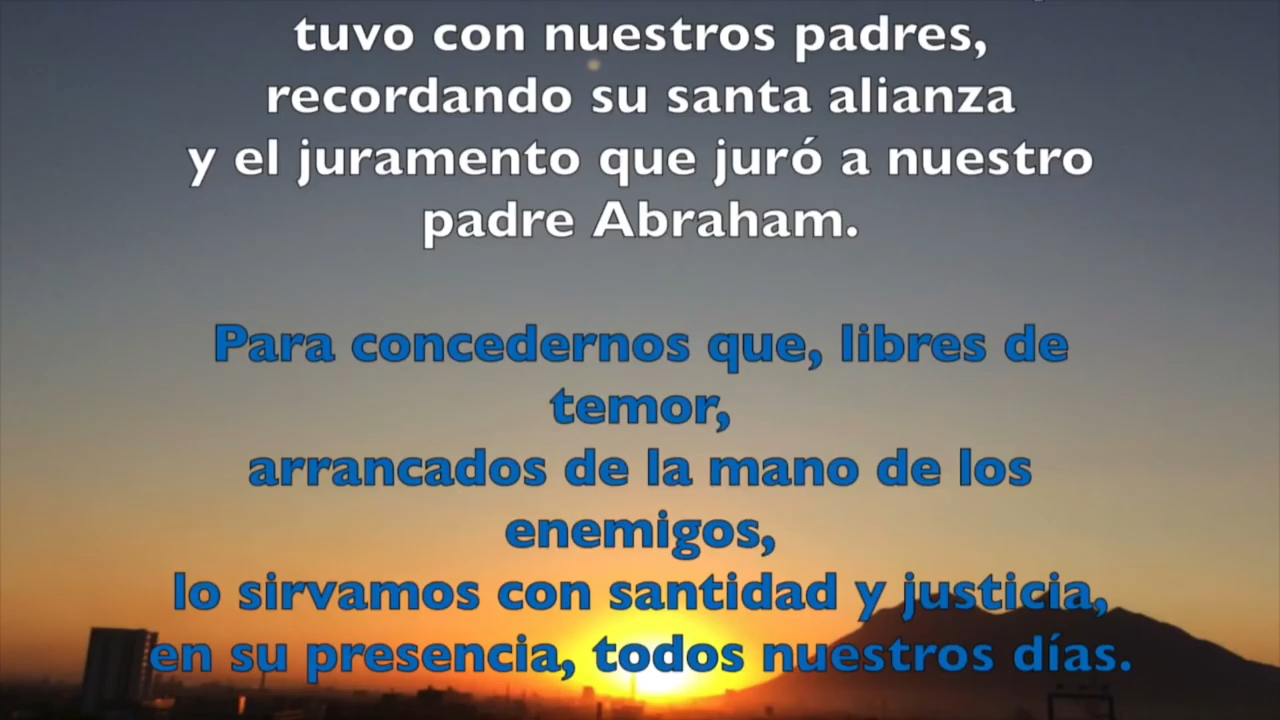 tuvo con nuestros padres,
recordando su santa alianza
y el juramento que juró a nuestro
padre Abraham.
Para concedernos que, libres de
temor,
arrancados de la mano de los
enemigos,
lo sirvamos con santidad y justicia,
en su presencia, todos nuestros días.